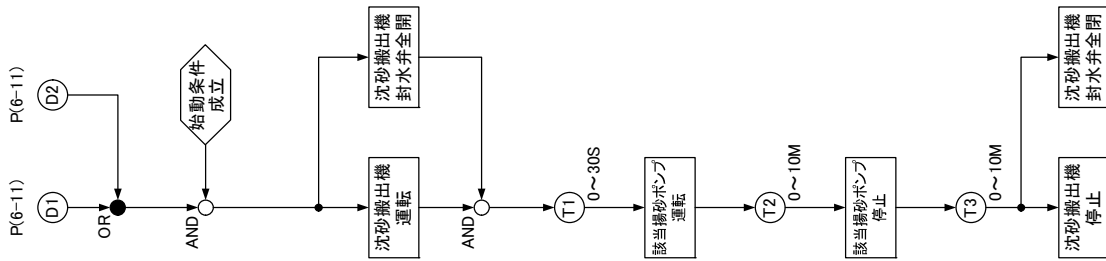 P(6-11)
P(6-11)
D1
D2
OR
始動条件
成立
AND
沈砂搬出機
運転
沈砂搬出機
封水弁全開
AND
T1
0～30S
該当揚砂ポンプ
運転
T2
0～10M
該当揚砂ポンプ
停止
T3
0～10M
沈砂搬出機
停止
沈砂搬出機
封水弁全閉